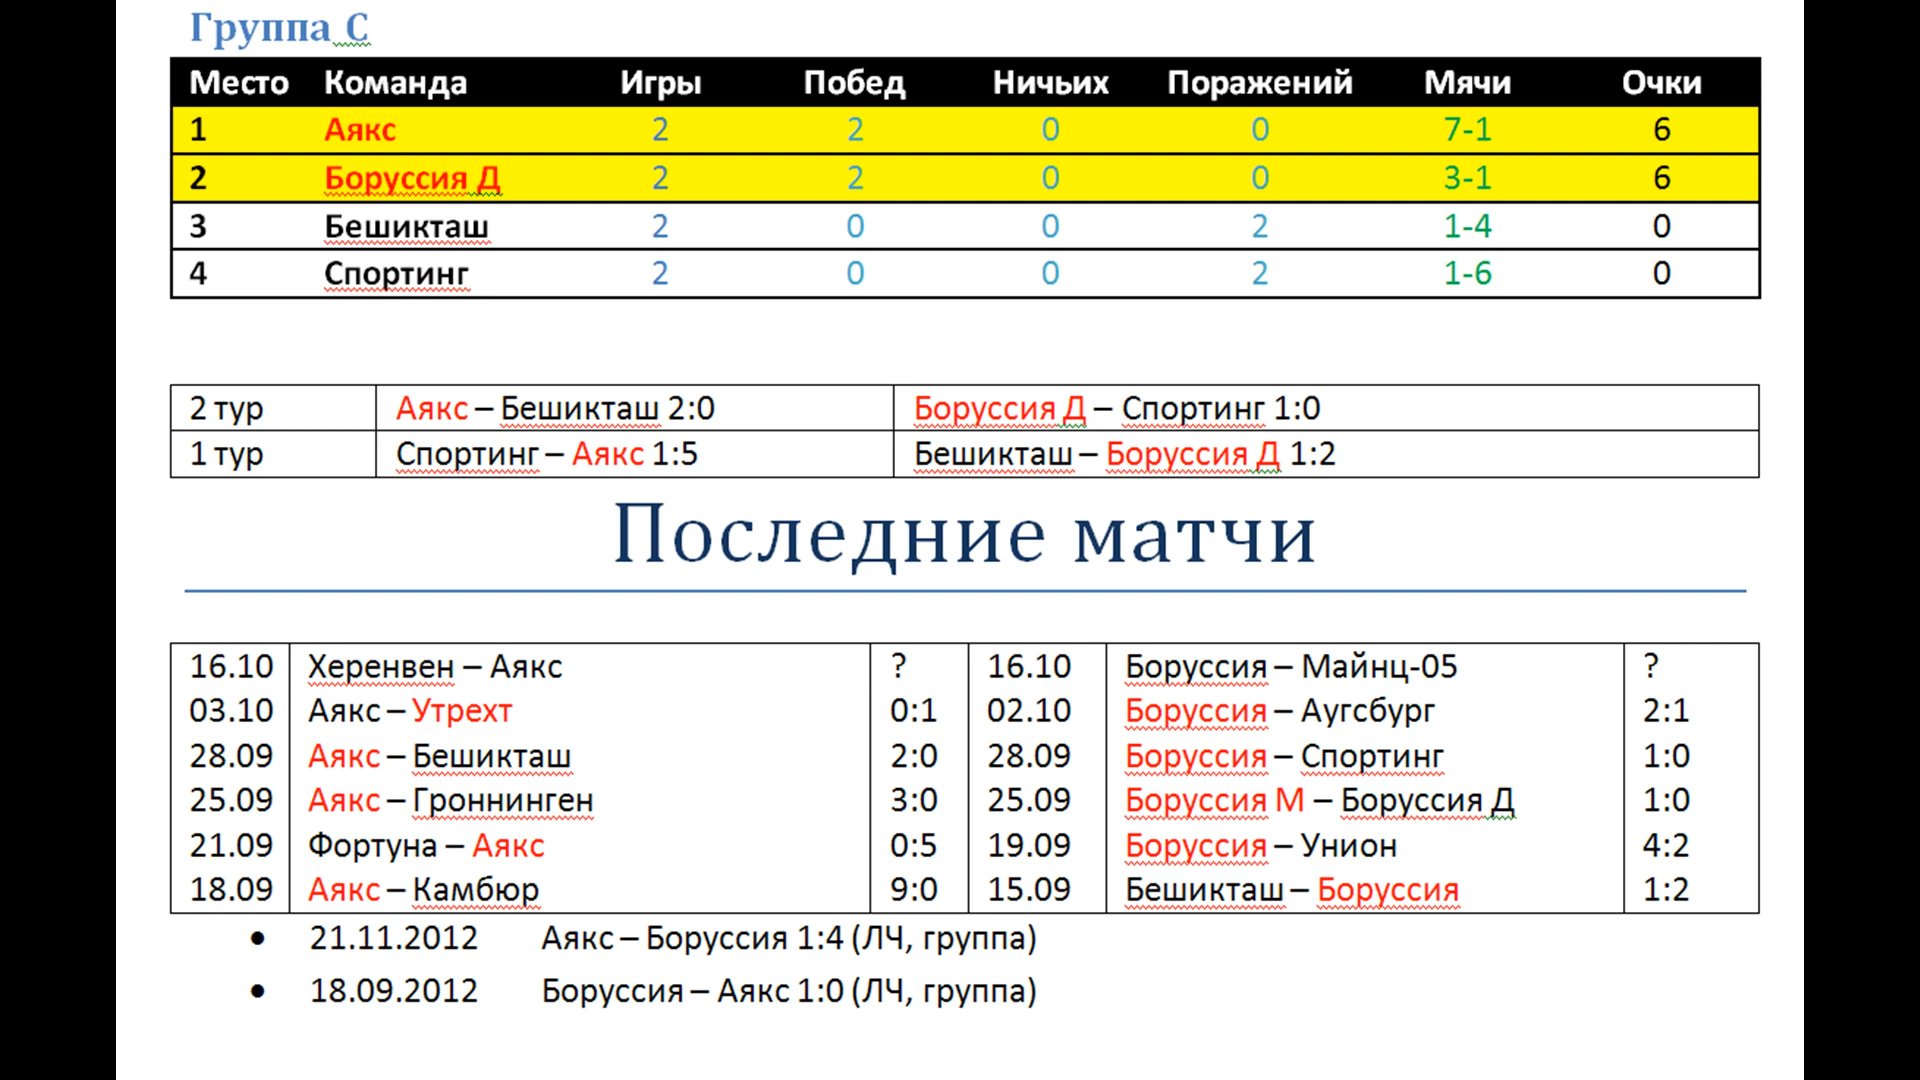 Группа С
Место Команда Игры Побед Ничьих Поражений Мячи Очки
1 Аякс 2 2 0 0 7-1 6
2 Боруссия Д 2 2 0 0 3-1 6
3 Бешикташ 2 0 0 2 1-4 0
4 Спортинг 2 0 0 2 1-6 0
2 тур Аякс – Бешикташ 2:0 Боруссия Д – Спортинг 1:0
1 тур Спортинг – Аякс 1:5 Бешикташ – Боруссия Д 1:2
Последние матчи
16.10 Херенвен – Аякс ? 16.10 Боруссия – Майнц-05 ?
03.10 Аякс – Утрехт 0:1 02.10 Боруссия – Аугсбург 2:1
28.09 Аякс – Бешикташ 2:0 28.09 Боруссия – Спортинг 1:0
25.09 Аякс – Гроннинген 3:0 25.09 Боруссия М – Боруссия Д 1:0
21.09 Фортуна – Аякс 0:5 19.09 Боруссия – Унион 4:2
18.09 Аякс – Камбюр 9:0 15.09 Бешикташ – Боруссия 1:2
• 21.11.2012 Аякс – Боруссия 1:4 (ЛЧ, группа)
• 18.09.2012 Боруссия – Аякс 1:0 (ЛЧ, группа)